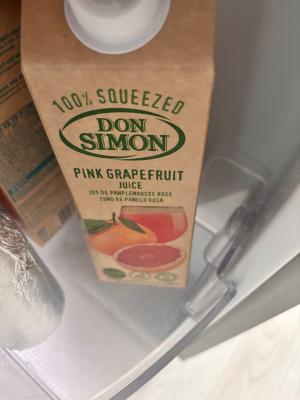 100% SQUEEZED
DON
SIMON
PINK GRAPEFRUIT
JUICE
JUS DE PAMPLEMOUSSE ROSE
ZUMO DE POMELO ROSA